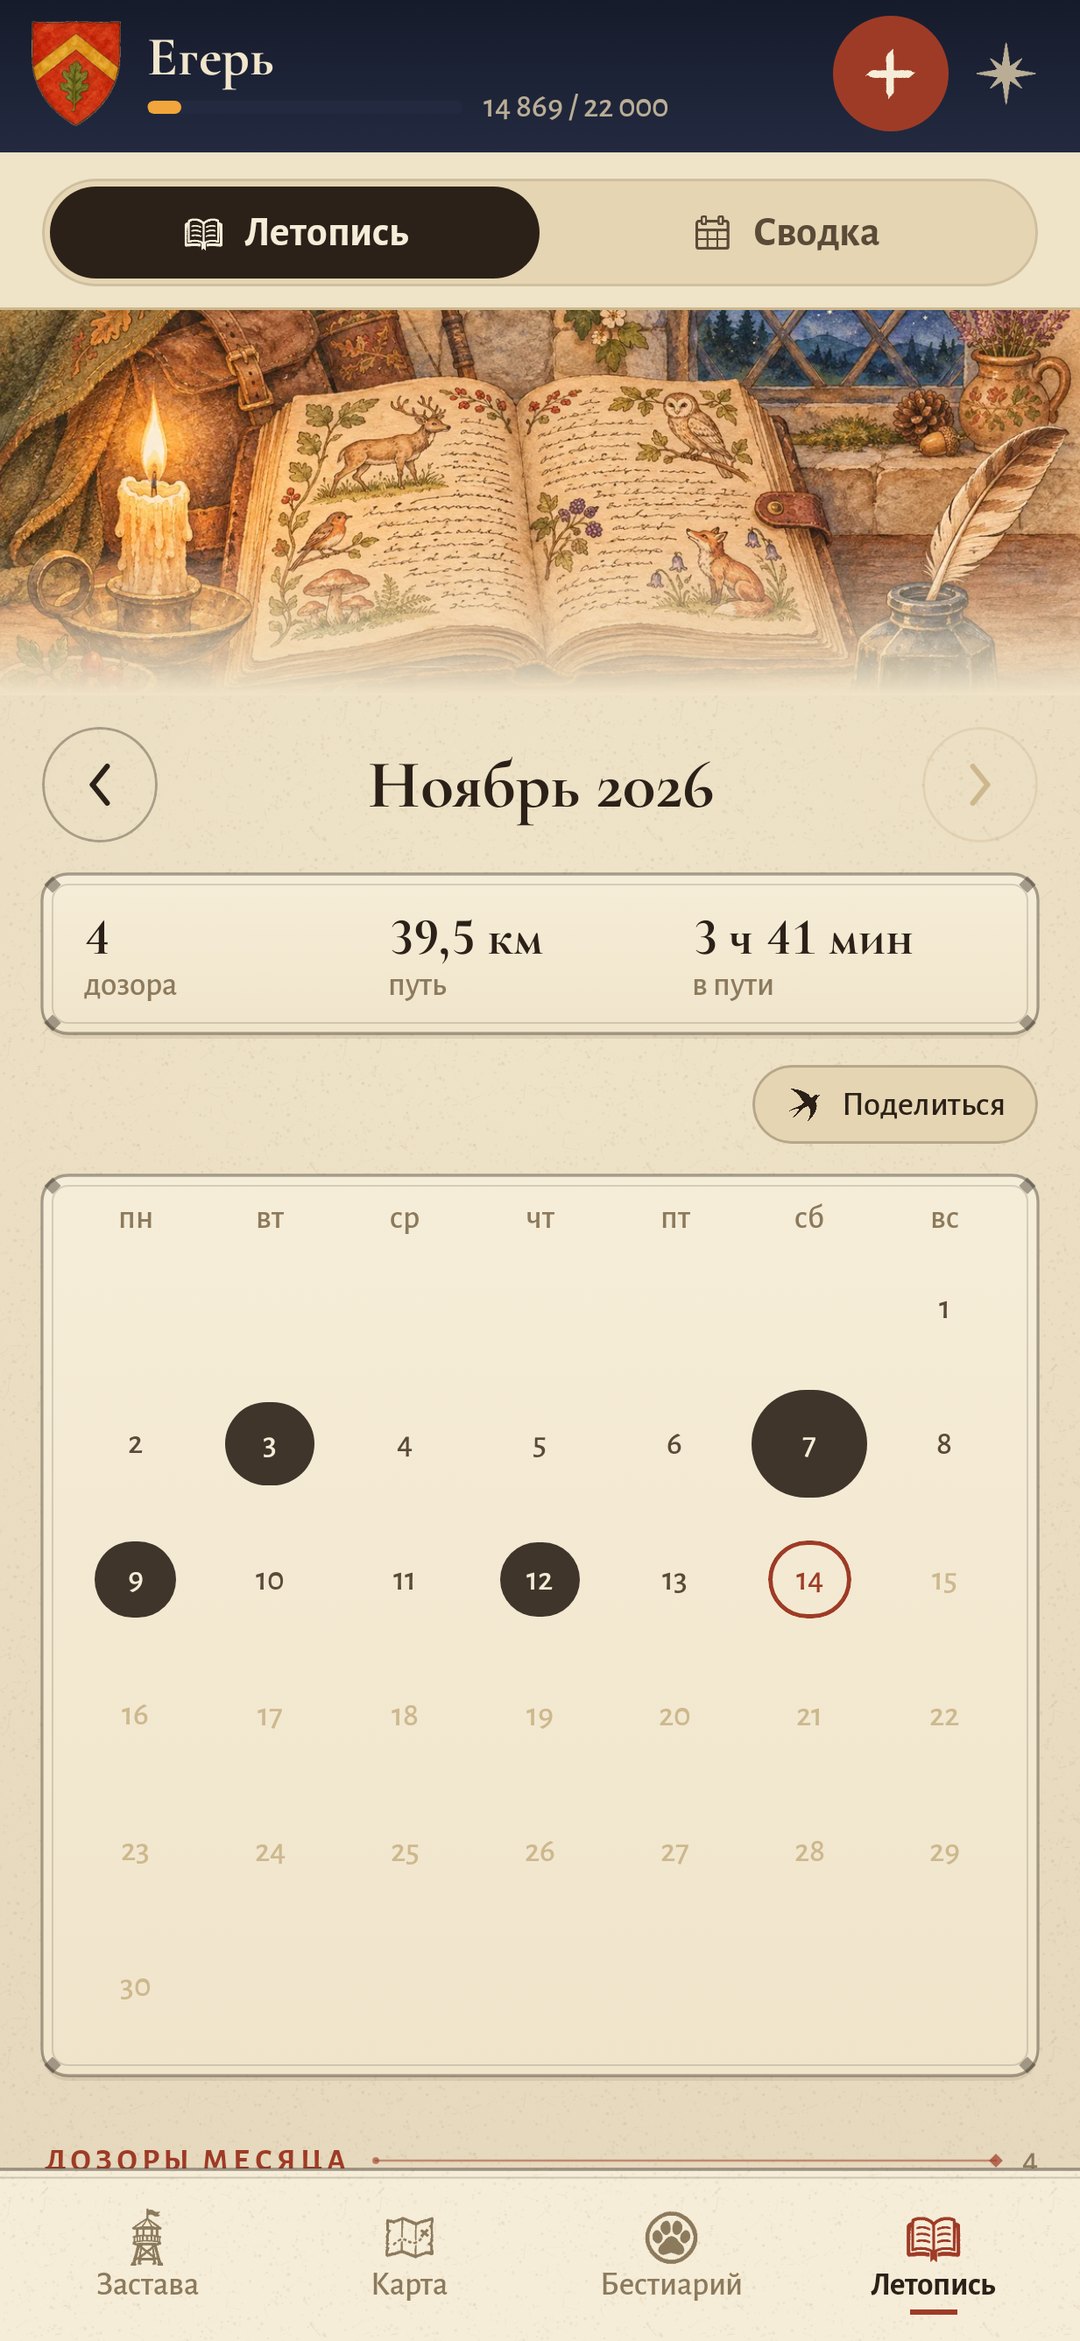 Егерь
14 869 / 22 000
Летопись
Сводка
Ноябрь 2026
4
дозора
39,5 км
путь
3 ч 41 мин
в пути
Поделиться
пн вт ср чт пт сб вс
1
2 3 4 5 6 7 8
9 10 11 12 13 14 15
16 17 18 19 20 21 22
23 24 25 26 27 28 29
30
ДОЗОРЫ МЕСЯЦА 4
Застава Карта Бестиарий Летопись